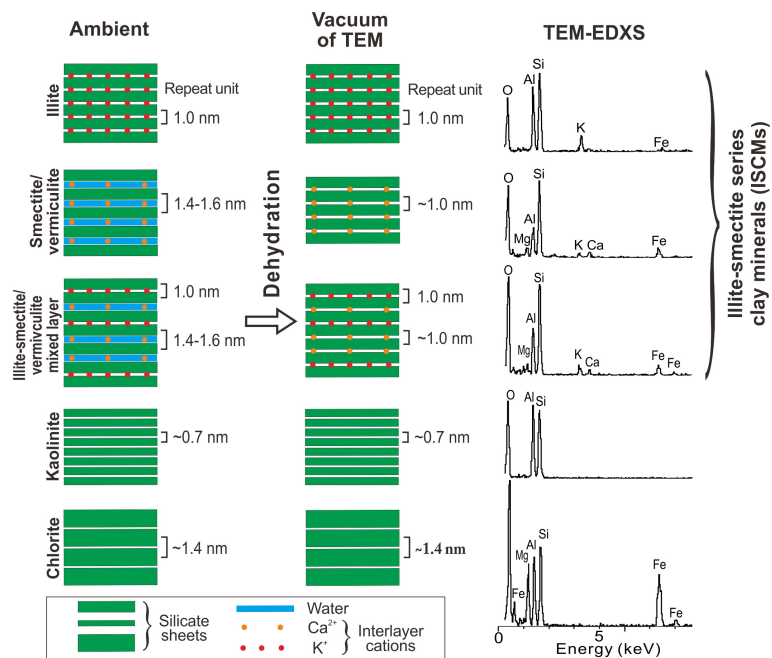 Ambient
Vacuum
of TEM
TEM-EDXS
Illite
Repeat unit
1.0 nm
Repeat unit
1.0 nm
O
Al
Si
K
Fe
Smectite/
vermiculite
1.4-1.6 nm
~1.0 nm
O
Mg
Al
Si
K
Ca
Fe
Dehydration
Illite-smectite series
clay minerals (ISCMs)
Illite-smectite/
vermivculite
mixed layer
1.0 nm
1.4-1.6 nm
1.0 nm
~1.0 nm
O
Mg
Al
Si
K
Ca
Fe
Fe
Kaolinite
~0.7 nm
~0.7 nm
O
Al
Si
Chlorite
~1.4 nm
~1.4 nm
Fe
Mg
Al
Si
Fe
Fe
0
5
Energy (keV)
Silicate
sheets
Water
Ca2+
K+
Interlayer
cations